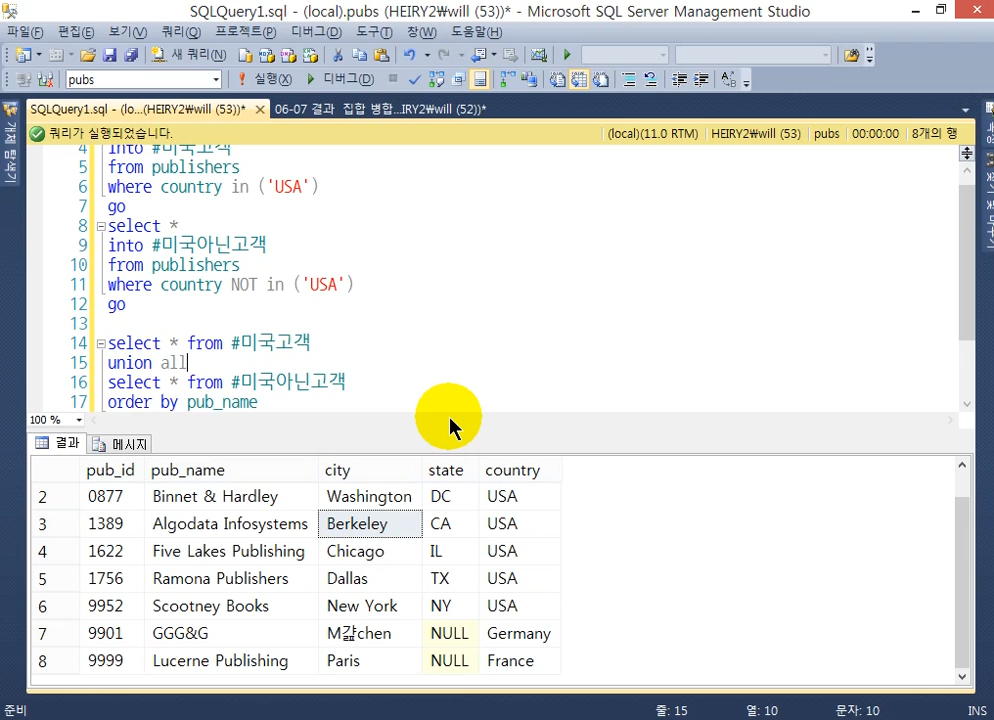 SQLQuery1.sql - (local).pubs (HEIRY2₩will (53))* - Microsoft SQL Server Management Studio
파일(F) 편집(E) 보기(V) 쿼리(Q) 프로젝트(P) 디버그(D) 도구(T) 창(W) 도움말(H)
새 쿼리(N)
pubs 실행(X) 디버그(D)
SQLQuery1.sql - (lo...(HEIRY2₩will (53))* 06-07 결과 집합 병합...IRY2₩will (52))*
개체 탐색기
쿼리가 실행되었습니다. (local)(11.0 RTM) HEIRY2₩will (53) pubs 00:00:00 8개의 행
4 into #미국고객
5 from publishers
6 where country in ('USA')
7 go
8 select *
9 into #미국아닌고객
10 from publishers
11 where country NOT in ('USA')
12 go
13
14 select * from #미국고객
15 union all
16 select * from #미국아닌고객
17 order by pub_name
100 %
결과 메시지
pub_id pub_name city state country
2 0877 Binnet & Hardley Washington DC USA
3 1389 Algodata Infosystems Berkeley CA USA
4 1622 Five Lakes Publishing Chicago IL USA
5 1756 Ramona Publishers Dallas TX USA
6 9952 Scootney Books New York NY USA
7 9901 GGG&G M갵chen NULL Germany
8 9999 Lucerne Publishing Paris NULL France
준비 줄: 15 열: 10 문자: 10 INS